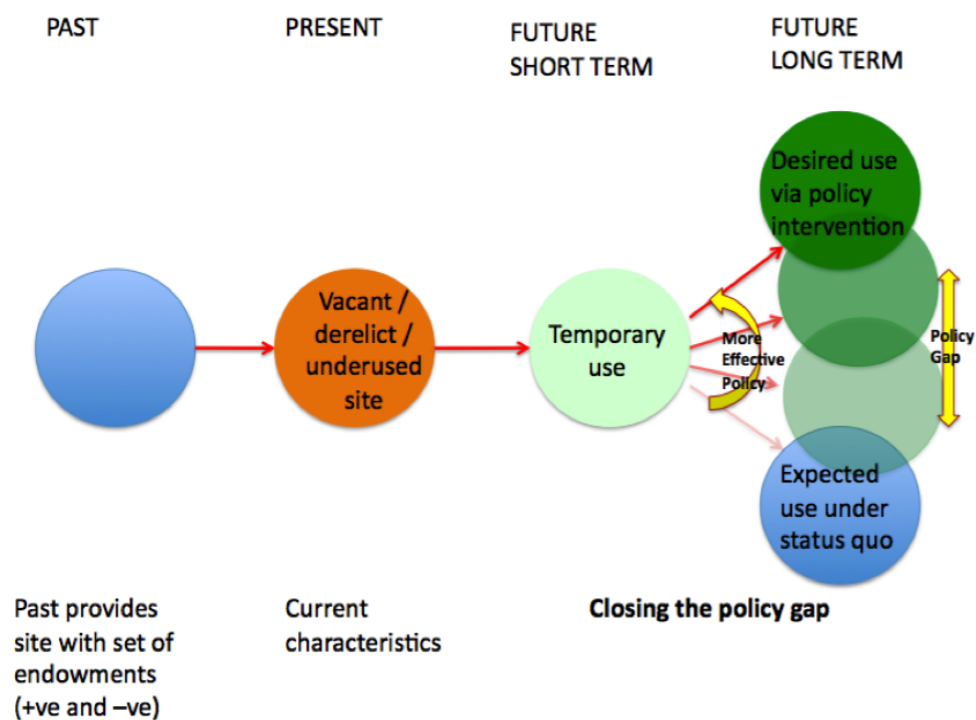 PAST
PRESENT
FUTURE
SHORT TERM
FUTURE
LONG TERM
Desired use
via policy
intervention
Vacant /
derelict /
underused
site
Temporary
use
More
Effective
Policy
Policy
Gap
Expected
use under
status quo
Past provides
site with set of
endowments
(+ve and –ve)
Current
characteristics
Closing the policy gap